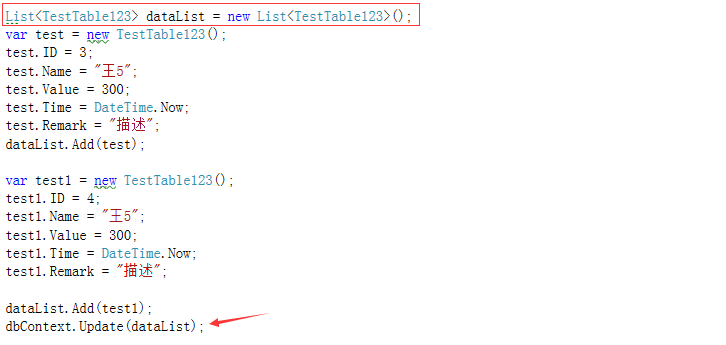 List<TestTable123> dataList = new List<TestTable123>();
var test = new TestTable123();
test.ID = 3;
test.Name = "王5";
test.Value = 300;
test.Time = DateTime.Now;
test.Remark = "描述";
dataList.Add(test);
var test1 = new TestTable123();
test1.ID = 4;
test1.Name = "王5";
test1.Value = 300;
test1.Time = DateTime.Now;
test1.Remark = "描述";
dataList.Add(test1);
dbContext.Update(dataList);